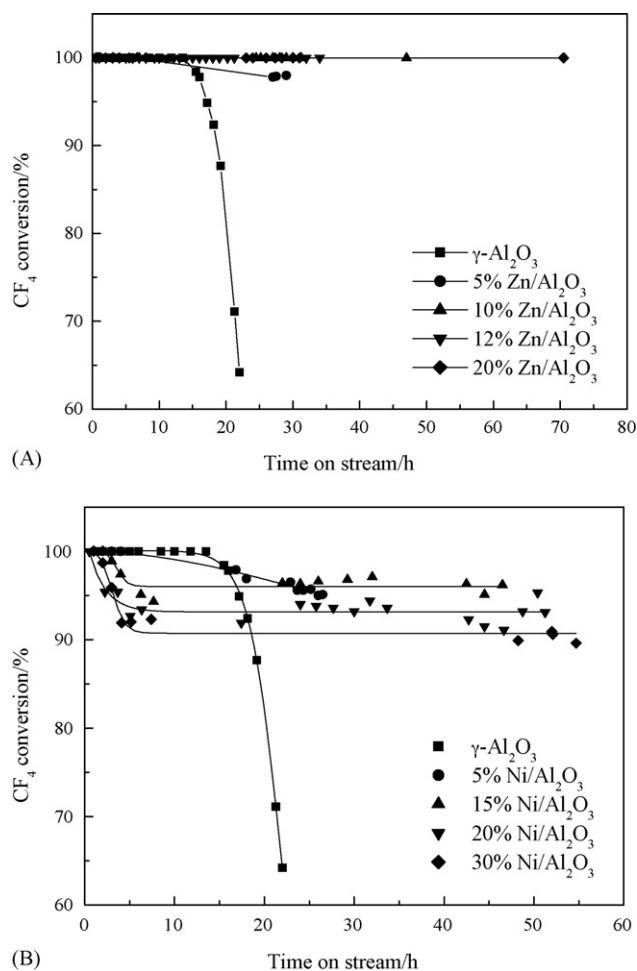 100
90
80
70
60
CF₄ conversion/%
γ-Al₂O₃
5% Zn/Al₂O₃
10% Zn/Al₂O₃
12% Zn/Al₂O₃
20% Zn/Al₂O₃
0 10 20 30 40 50 60 70 80
(A)
Time on stream/h
100
90
80
70
60
CF₄ conversion/%
γ-Al₂O₃
5% Ni/Al₂O₃
15% Ni/Al₂O₃
20% Ni/Al₂O₃
30% Ni/Al₂O₃
0 10 20 30 40 50 60
(B)
Time on stream/h